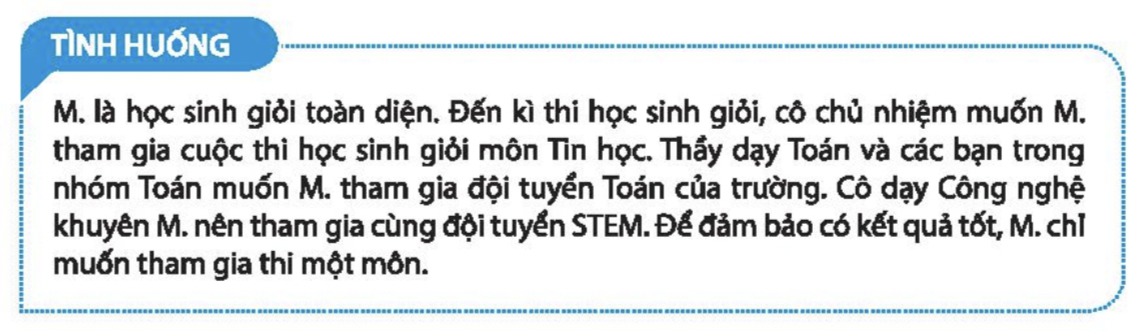 TÌNH HUỐNG
M. là học sinh giỏi toàn diện. Đến kì thi học sinh giỏi, cô chủ nhiệm muốn M.
tham gia cuộc thi học sinh giỏi môn Tin học. Thầy dạy Toán và các bạn trong
nhóm Toán muốn M. tham gia đội tuyển Toán của trường. Cô dạy Công nghệ
khuyên M. nên tham gia cùng đội tuyển STEM. Để đảm bảo có kết quả tốt, M. chỉ
muốn tham gia thi một môn.